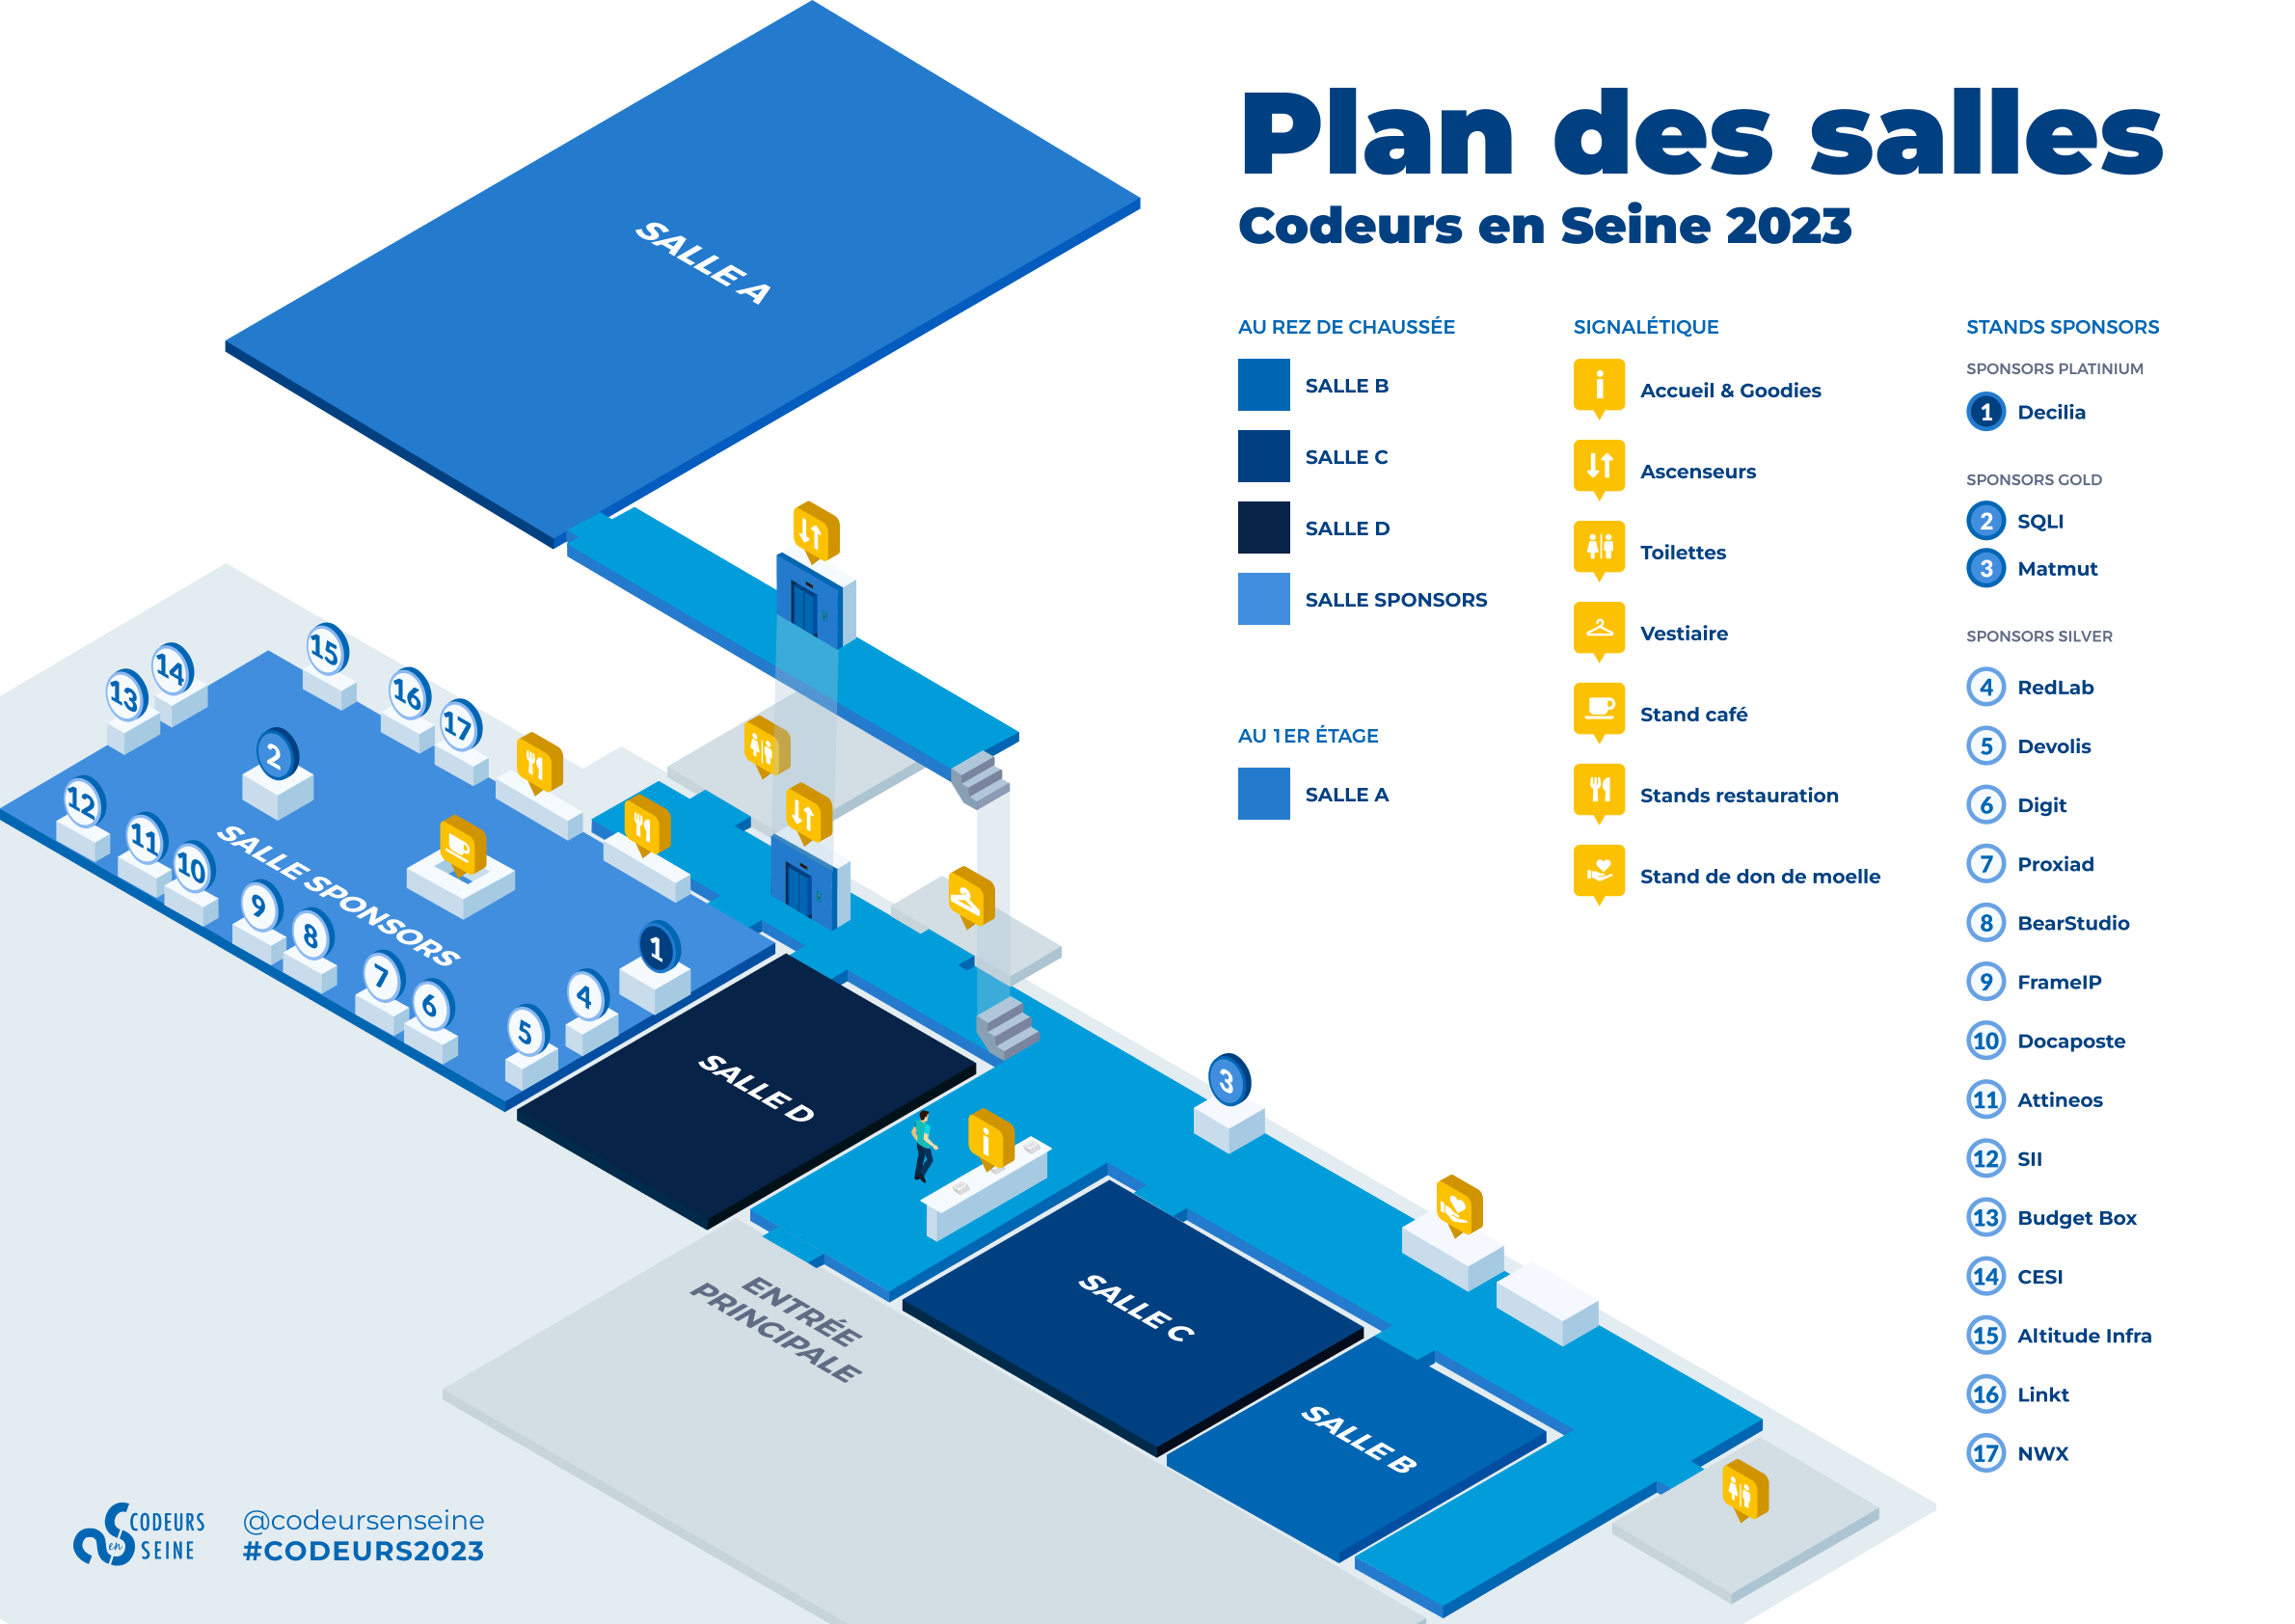 Plan des salles
Codeurs en Seine 2023
AU REZ DE CHAUSSÉE
SALLE B
SALLE C
SALLE D
SALLE SPONSORS
AU 1ER ÉTAGE
SALLE A
SIGNALÉTIQUE
Accueil & Goodies
Ascenseurs
Toilettes
Vestiaire
Stand café
Stands restauration
Stand de don de moelle
STANDS SPONSORS
SPONSORS PLATINIUM
1 Decilia
SPONSORS GOLD
2 SQLI
3 Matmut
SPONSORS SILVER
4 RedLab
5 Devolis
6 Digit
7 Proxiad
8 BearStudio
9 FrameIP
10 Docaposte
11 Attineos
12 SII
13 Budget Box
14 CESI
15 Altitude Infra
16 Linkt
17 NWX
SALLE A
15
14
13
16
17
2
12
11
10
9
8
7
6
5
4
1
SALLE SPONSORS
SALLE D
3
SALLE C
SALLE B
ENTRÉE
PRINCIPALE
CODEURS
en
SEINE
@codeursenseine
#CODEURS2023